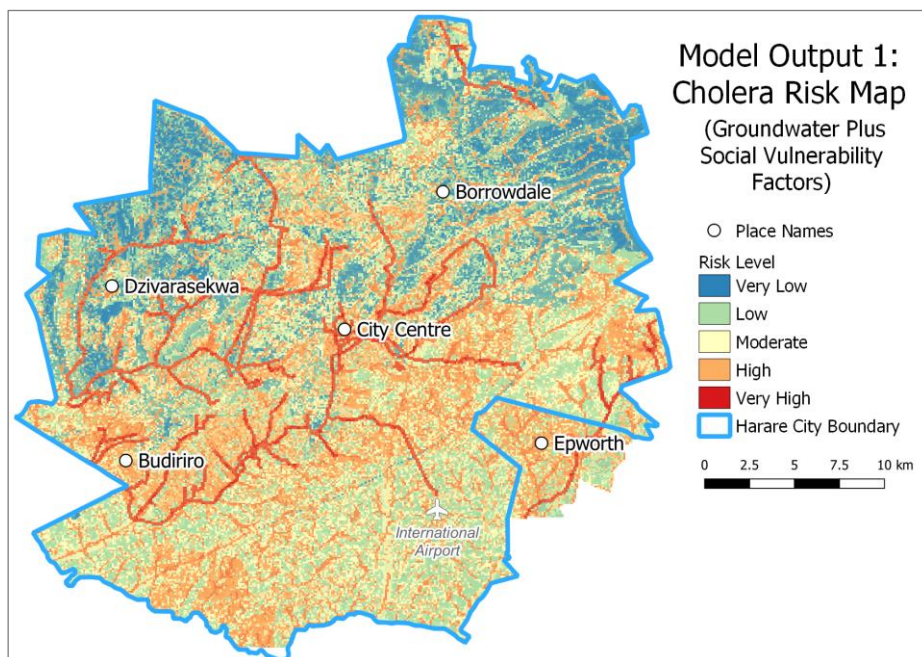 Model Output 1:
Cholera Risk Map
(Groundwater Plus
Social Vulnerability
Factors)
Place Names
Risk Level
Very Low
Low
Moderate
High
Very High
Harare City Boundary
0 2.5 5 7.5 10 km
Borrowdale
Dzivarasekwa
City Centre
Epworth
Budiriro
International
Airport